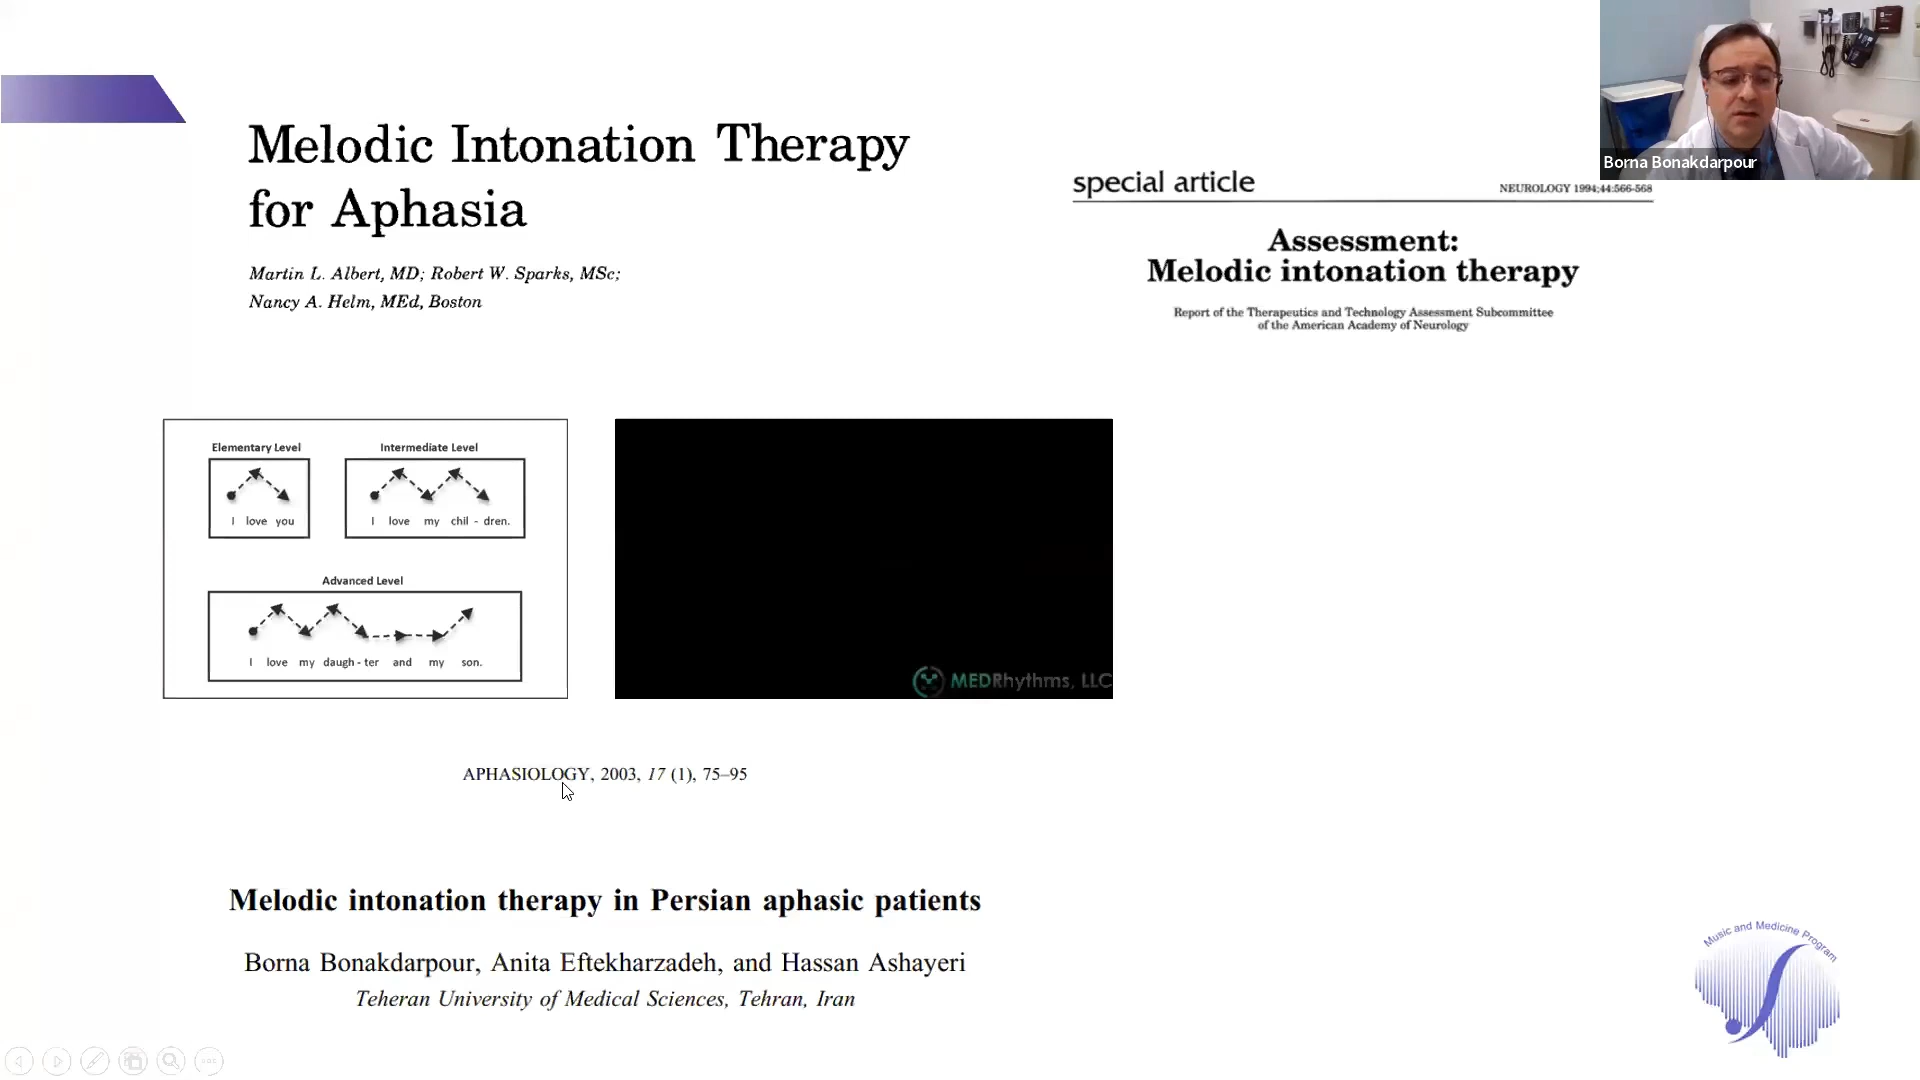 Melodic Intonation Therapy
for Aphasia
Martin L. Albert, MD; Robert W. Sparks, MSc;
Nancy A. Helm, MEd, Boston
special article
NEUROLOGY 1994;44:566-568
Assessment:
Melodic intonation therapy
Report of the Therapeutics and Technology Assessment Subcommittee
of the American Academy of Neurology
Borna Bonakdarpour
Elementary Level
I love you
Intermediate Level
I love my chil - dren.
Advanced Level
I love my daugh - ter and my son.
MEDRhythms, LLC
APHASIOLOGY, 2003, 17 (1), 75–95
Melodic intonation therapy in Persian aphasic patients
Borna Bonakdarpour, Anita Eftekharzadeh, and Hassan Ashayeri
Teheran University of Medical Sciences, Tehran, Iran
Music and Medicine Program